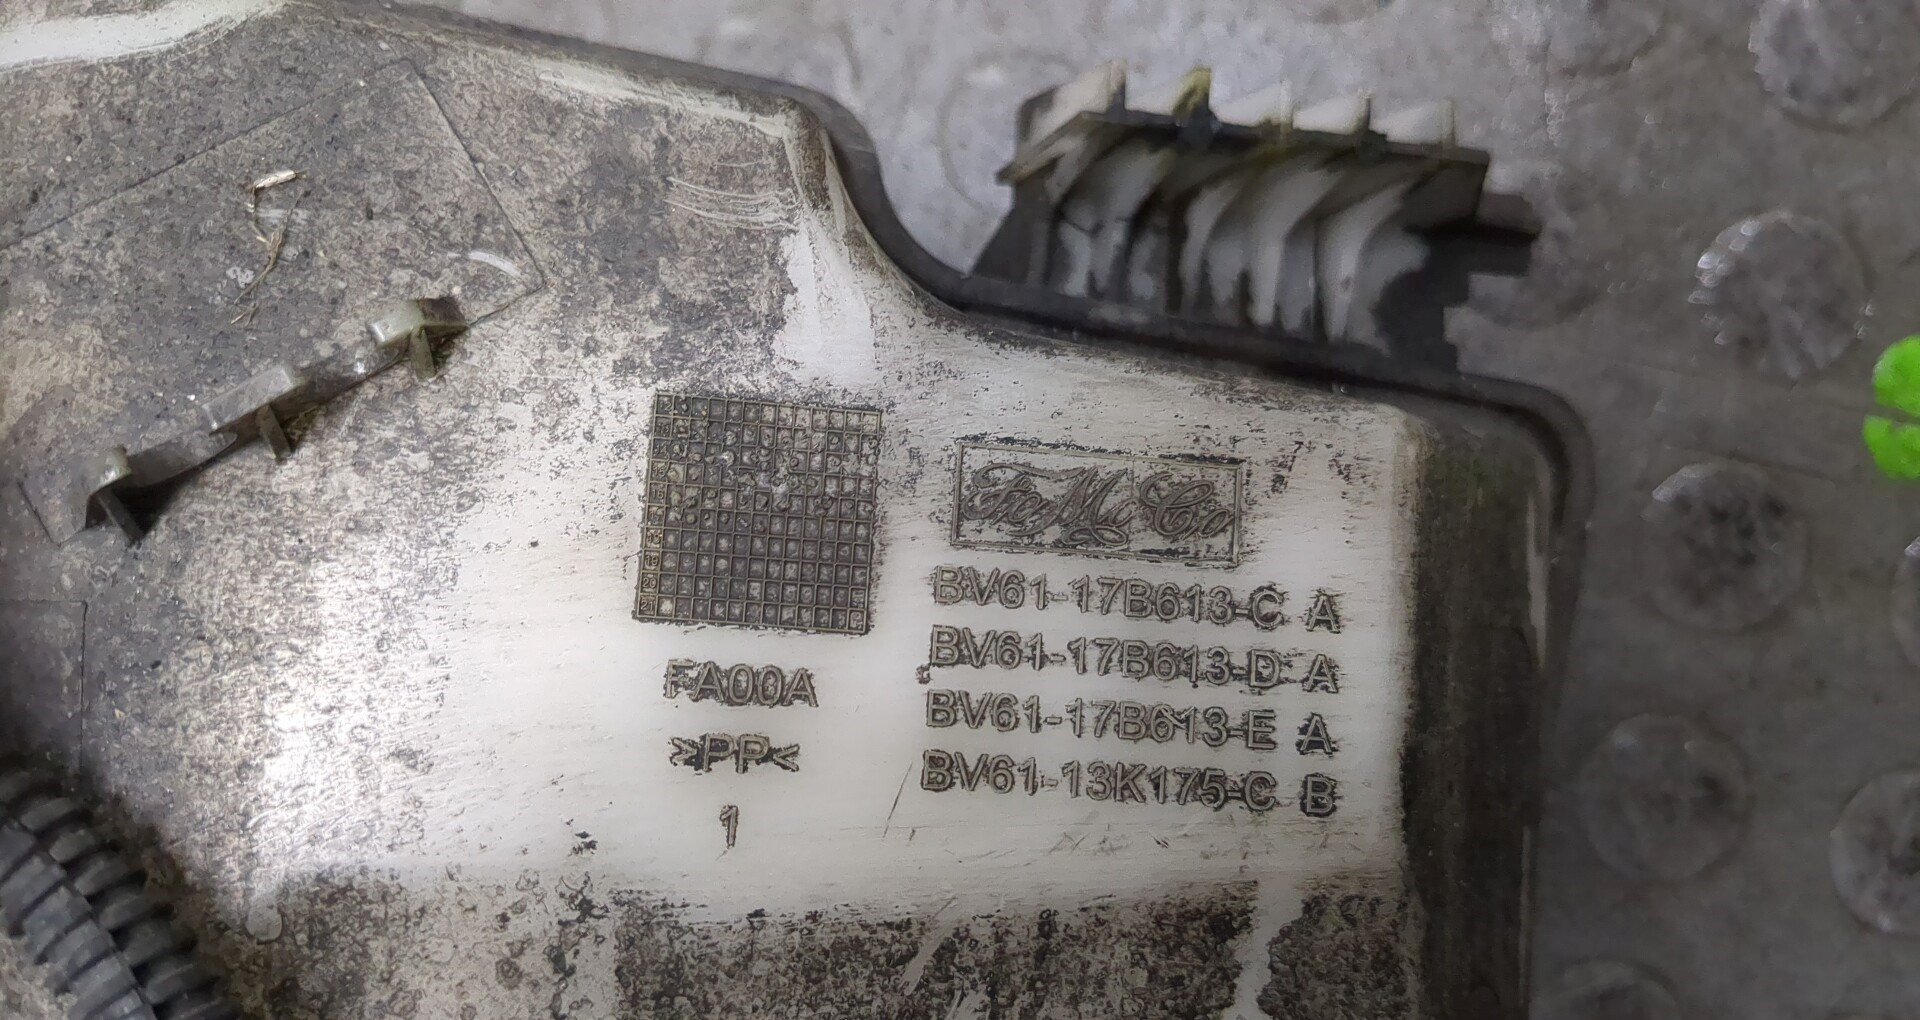 FoMoCo
BV61-17B613-C A
BV61-17B613-D A
BV61-17B613-E A
BV61-13K175-C B
FA00A
>PP<
1